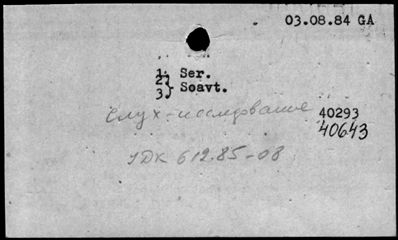 03.08.84 GA
1. Ser.
2.} Soavt.
3.
Слух-исследование
40293
40643
УДК 612.85-08